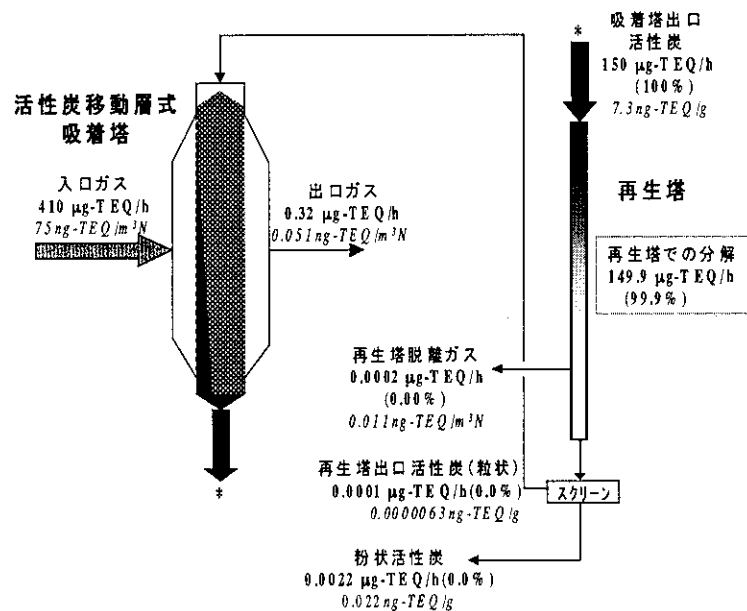 活性炭移動層式
吸着塔
入口ガス
410 μg-TEQ/h
75ng-TEQ/m³N
出口ガス
0.32 μg-TEQ/h
0.051ng-TEQ/m³N
*
*
吸着塔出口
活性炭
150 μg-TEQ/h
(100%)
7.3ng-TEQ/g
再生塔
再生塔での分解
149.9 μg-TEQ/h
(99.9%)
再生塔脱離ガス
0.0002 μg-TEQ/h
(0.00%)
0.011ng-TEQ/m³N
再生塔出口活性炭(粒状)
0.0001 μg-TEQ/h(0.0%)
0.0000063ng-TEQ/g
スクリーン
粉状活性炭
0.0022 μg-TEQ/h(0.0%)
0.022ng-TEQ/g